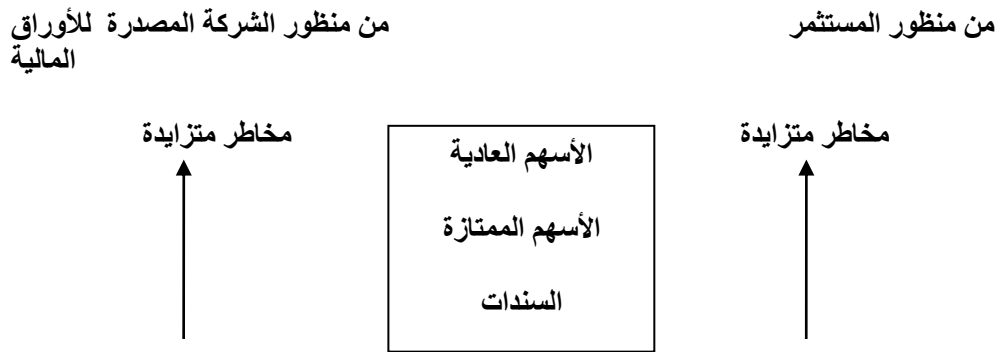 من منظور المستثمر
من منظور الشركة المصدرة للأوراق
المالية
مخاطر متزايدة
مخاطر متزايدة
الأسهم العادية
الأسهم الممتازة
السندات